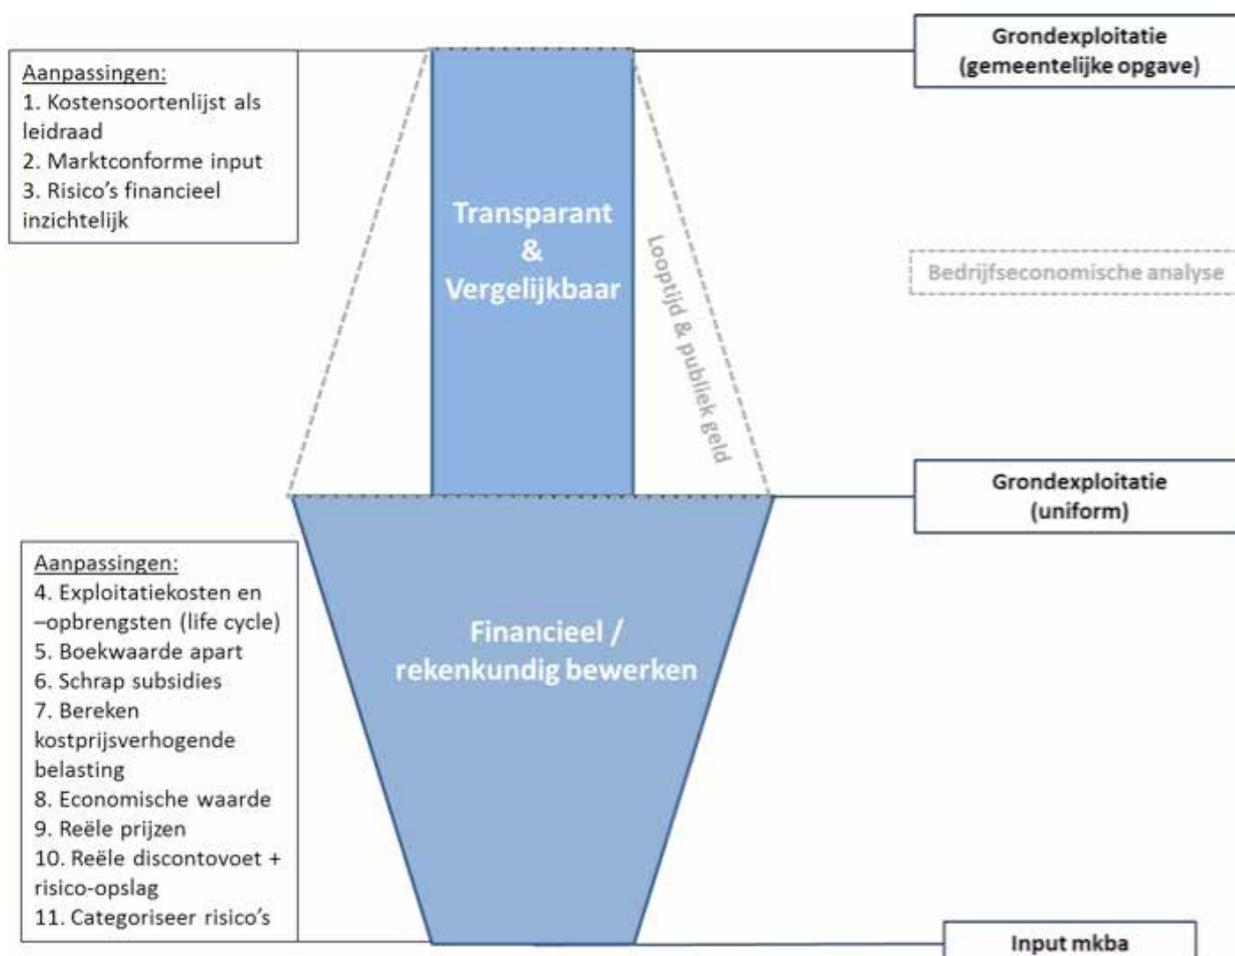 Grondexploitatie
(gemeentelijke opgave)
Aanpassingen:
1. Kostensoortenlijst als
leidraad
2. Marktconforme input
3. Risico's financieel
inzichtelijk
Transparant
&
Vergelijkbaar
Looptijd & publiek geld
Bedrijfseconomische analyse
Grondexploitatie
(uniform)
Aanpassingen:
4. Exploitatiekosten en
–opbrengsten (life cycle)
5. Boekwaarde apart
6. Schrap subsidies
7. Bereken
kostprijsverhogende
belasting
8. Economische waarde
9. Reële prijzen
10. Reële discontovoet +
risico-opslag
11. Categoriseer risico's
Financieel /
rekenkundig bewerken
Input mkba